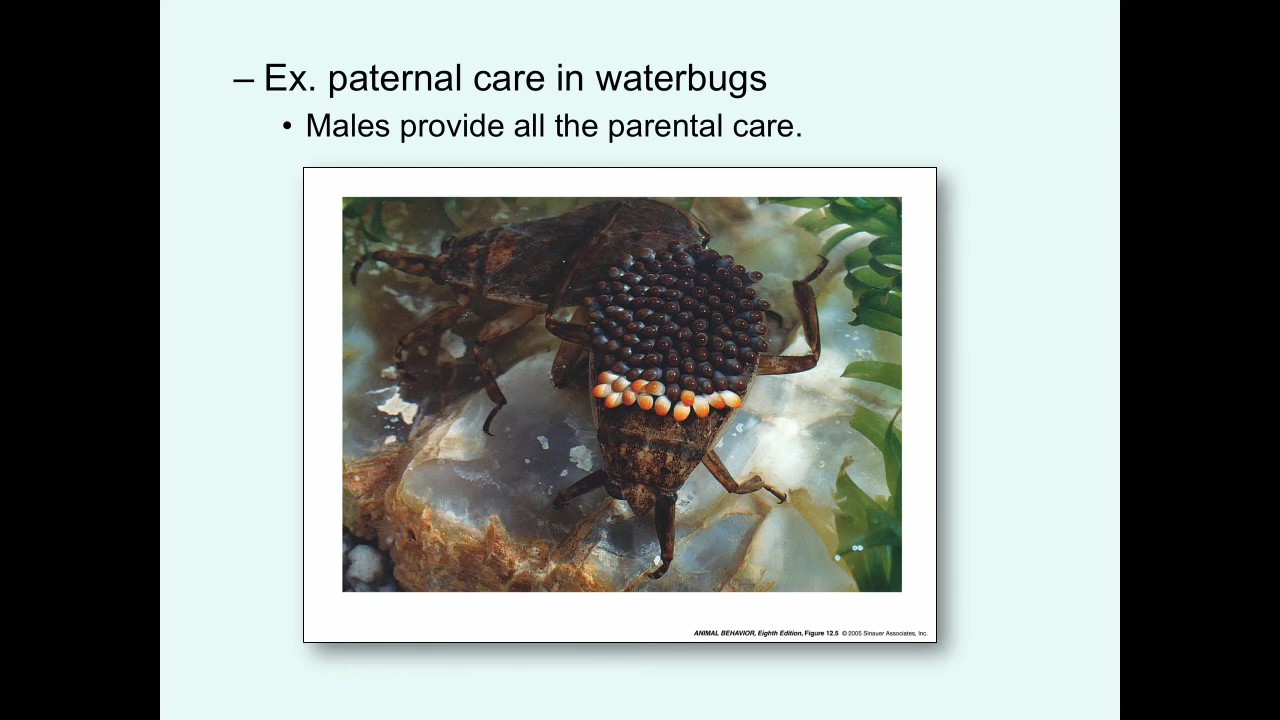 – Ex. paternal care in waterbugs
• Males provide all the parental care.
ANIMAL BEHAVIOR, Eighth Edition, Figure 12.5 © 2005 Sinauer Associates, Inc.